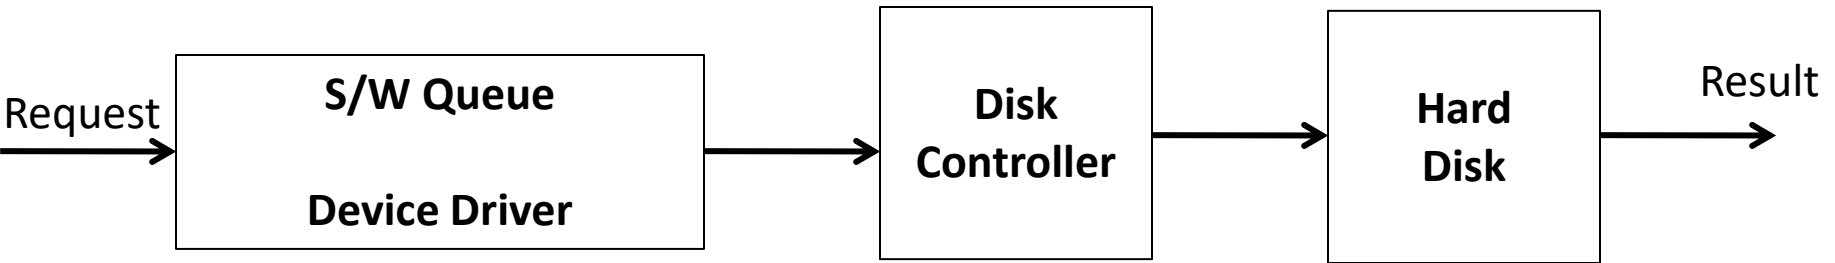 Request
S/W Queue
Device Driver
Disk
Controller
Hard
Disk
Result